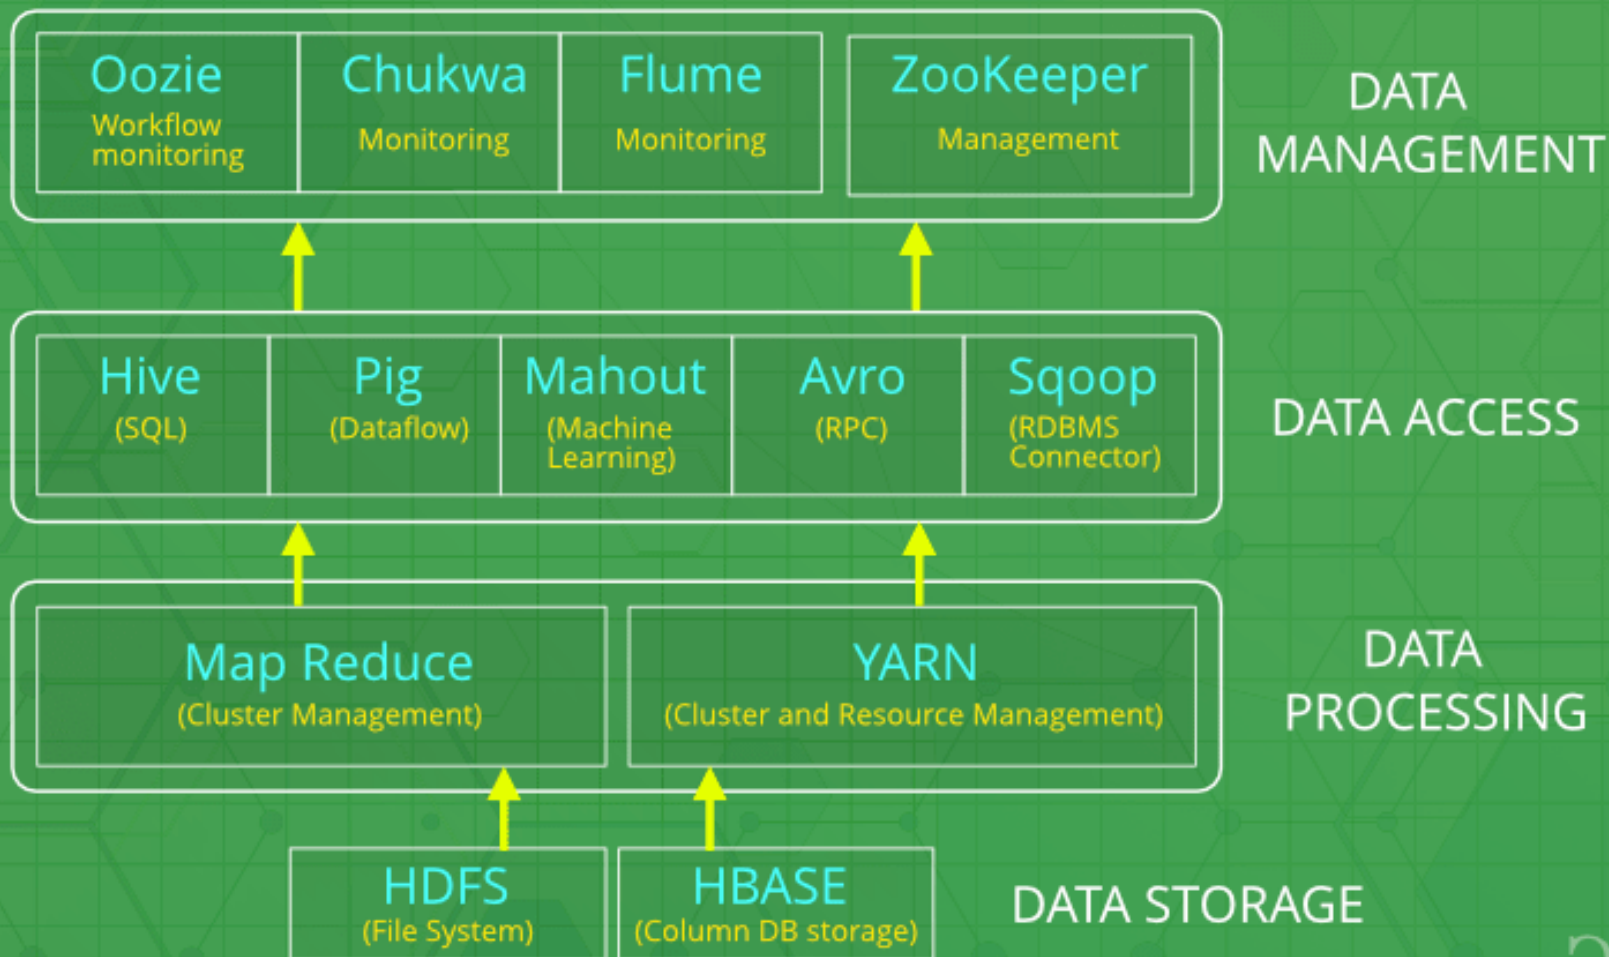 Oozie
Workflow
monitoring
Chukwa
Monitoring
Flume
Monitoring
ZooKeeper
Management
DATA
MANAGEMENT
Hive
(SQL)
Pig
(Dataflow)
Mahout
(Machine
Learning)
Avro
(RPC)
Sqoop
(RDBMS
Connector)
DATA ACCESS
Map Reduce
(Cluster Management)
YARN
(Cluster and Resource Management)
DATA
PROCESSING
HDFS
(File System)
HBASE
(Column DB storage)
DATA STORAGE